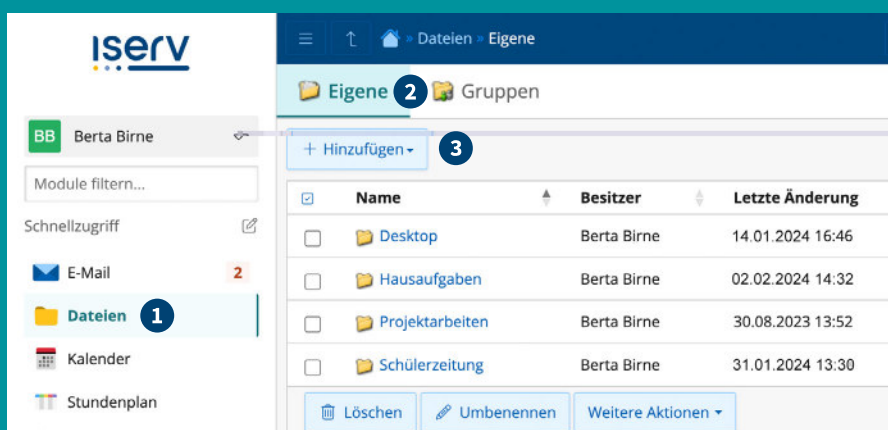 IServ
Dateien » Eigene
Eigene 2 Gruppen
BB Berta Birne
+ Hinzufügen 3
Module filtern...
Name Besitzer Letzte Änderung
Schnellzugriff
Desktop Berta Birne 14.01.2024 16:46
E-Mail 2
Hausaufgaben Berta Birne 02.02.2024 14:32
Dateien 1
Projektarbeiten Berta Birne 30.08.2023 13:52
Kalender
Schülerzeitung Berta Birne 31.01.2024 13:30
Stundenplan
Löschen Umbenennen Weitere Aktionen